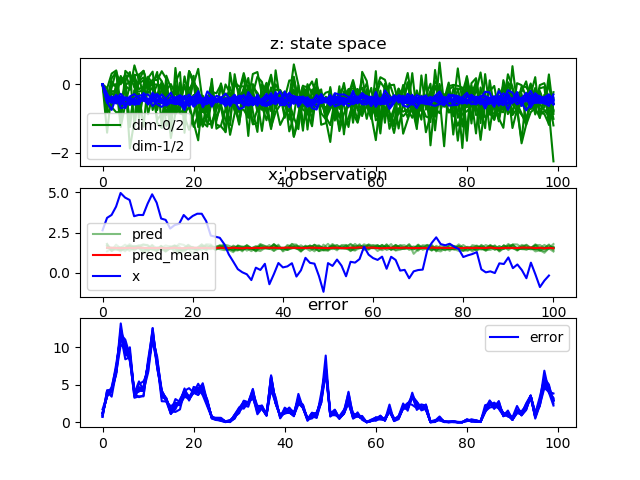 z: state space
0
−2
dim-0/2
dim-1/2
0 20 40 60 80 100
x: observation
5.0
2.5
0.0
pred
pred_mean
x
0 20 40 60 80 100
error
10
5
0
error
0 20 40 60 80 100